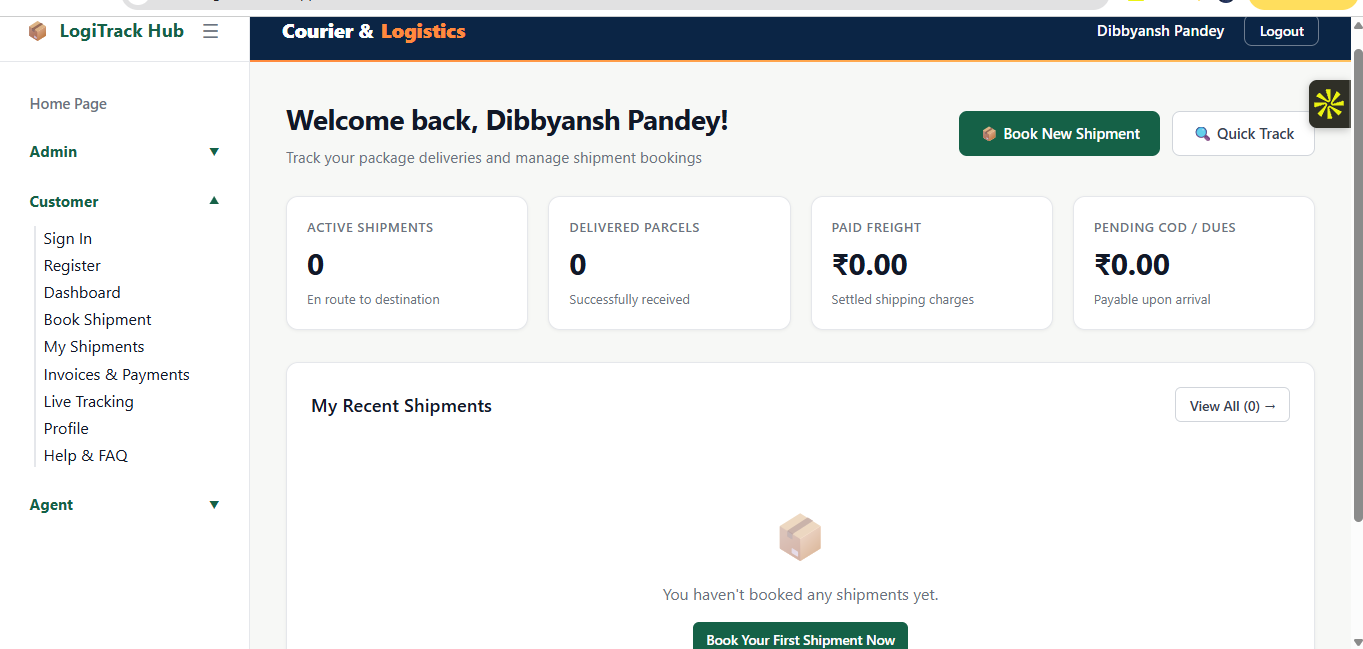 LogiTrack Hub ☰
Courier & Logistics
Dibbyansh Pandey
Logout
Home Page
Admin ▼
Customer ▲
Sign In
Register
Dashboard
Book Shipment
My Shipments
Invoices & Payments
Live Tracking
Profile
Help & FAQ
Agent ▼
Welcome back, Dibbyansh Pandey!
Track your package deliveries and manage shipment bookings
Book New Shipment
Quick Track
ACTIVE SHIPMENTS
0
En route to destination
DELIVERED PARCELS
0
Successfully received
PAID FREIGHT
₹0.00
Settled shipping charges
PENDING COD / DUES
₹0.00
Payable upon arrival
My Recent Shipments
View All (0) →
You haven't booked any shipments yet.
Book Your First Shipment Now